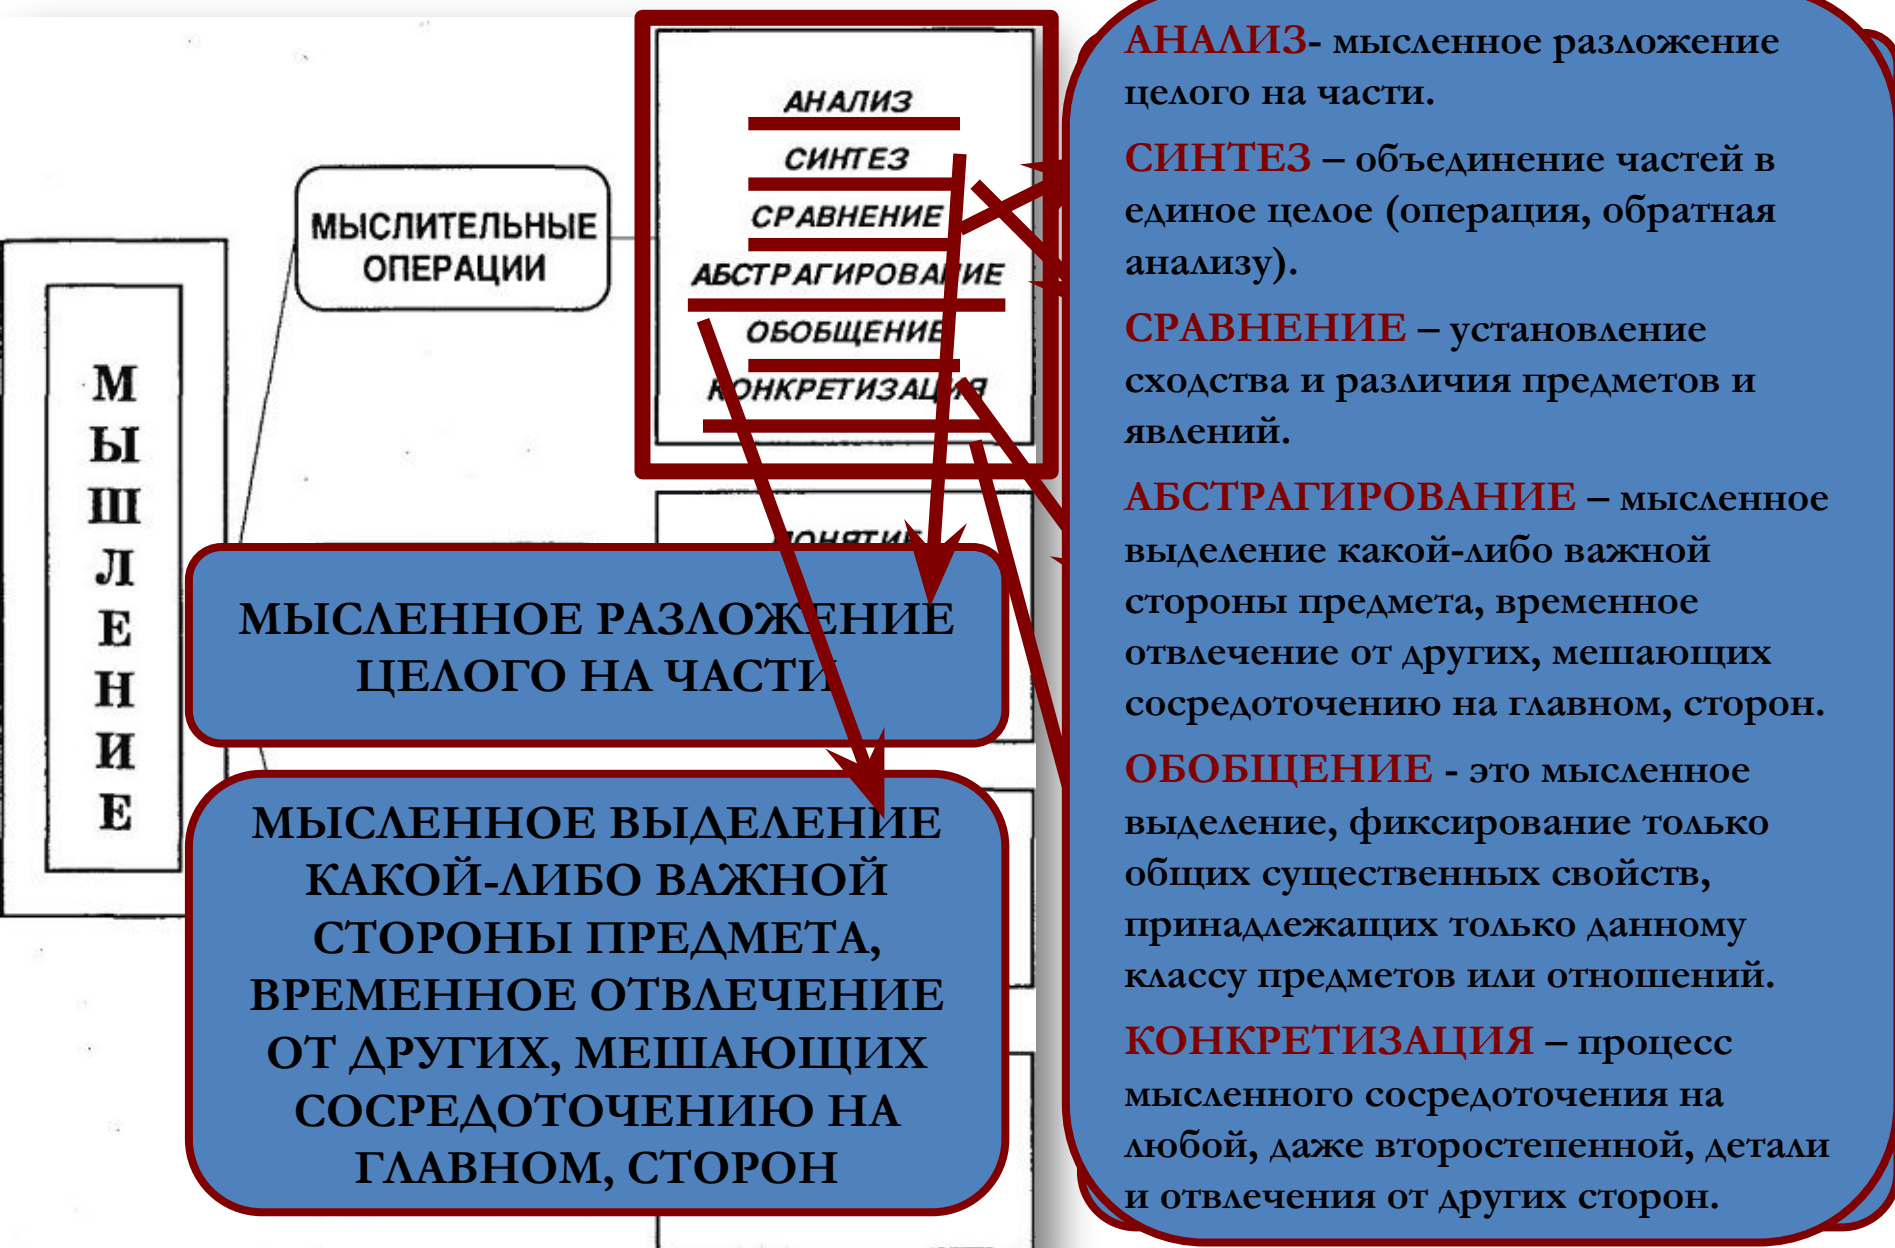 МЫШЛЕНИЕ
МЫСЛИТЕЛЬНЫЕ
ОПЕРАЦИИ
АНАЛИЗ
СИНТЕЗ
СРАВНЕНИЕ
АБСТРАГИРОВАНИЕ
ОБОБЩЕНИЕ
КОНКРЕТИЗАЦИЯ
ПОНЯТИЕ
МЫСЛЕННОЕ РАЗЛОЖЕНИЕ
ЦЕЛОГО НА ЧАСТИ
МЫСЛЕННОЕ ВЫДЕЛЕНИЕ
КАКОЙ-ЛИБО ВАЖНОЙ
СТОРОНЫ ПРЕДМЕТА,
ВРЕМЕННОЕ ОТВЛЕЧЕНИЕ
ОТ ДРУГИХ, МЕШАЮЩИХ
СОСРЕДОТОЧЕНИЮ НА
ГЛАВНОМ, СТОРОН
АНАЛИЗ- мысленное разложение
целого на части.
СИНТЕЗ – объединение частей в
единое целое (операция, обратная
анализу).
СРАВНЕНИЕ – установление
сходства и различия предметов и
явлений.
АБСТРАГИРОВАНИЕ – мысленное
выделение какой-либо важной
стороны предмета, временное
отвлечение от других, мешающих
сосредоточению на главном, сторон.
ОБОБЩЕНИЕ - это мысленное
выделение, фиксирование только
общих существенных свойств,
принадлежащих только данному
классу предметов или отношений.
КОНКРЕТИЗАЦИЯ – процесс
мысленного сосредоточения на
любой, даже второстепенной, детали
и отвлечения от других сторон.